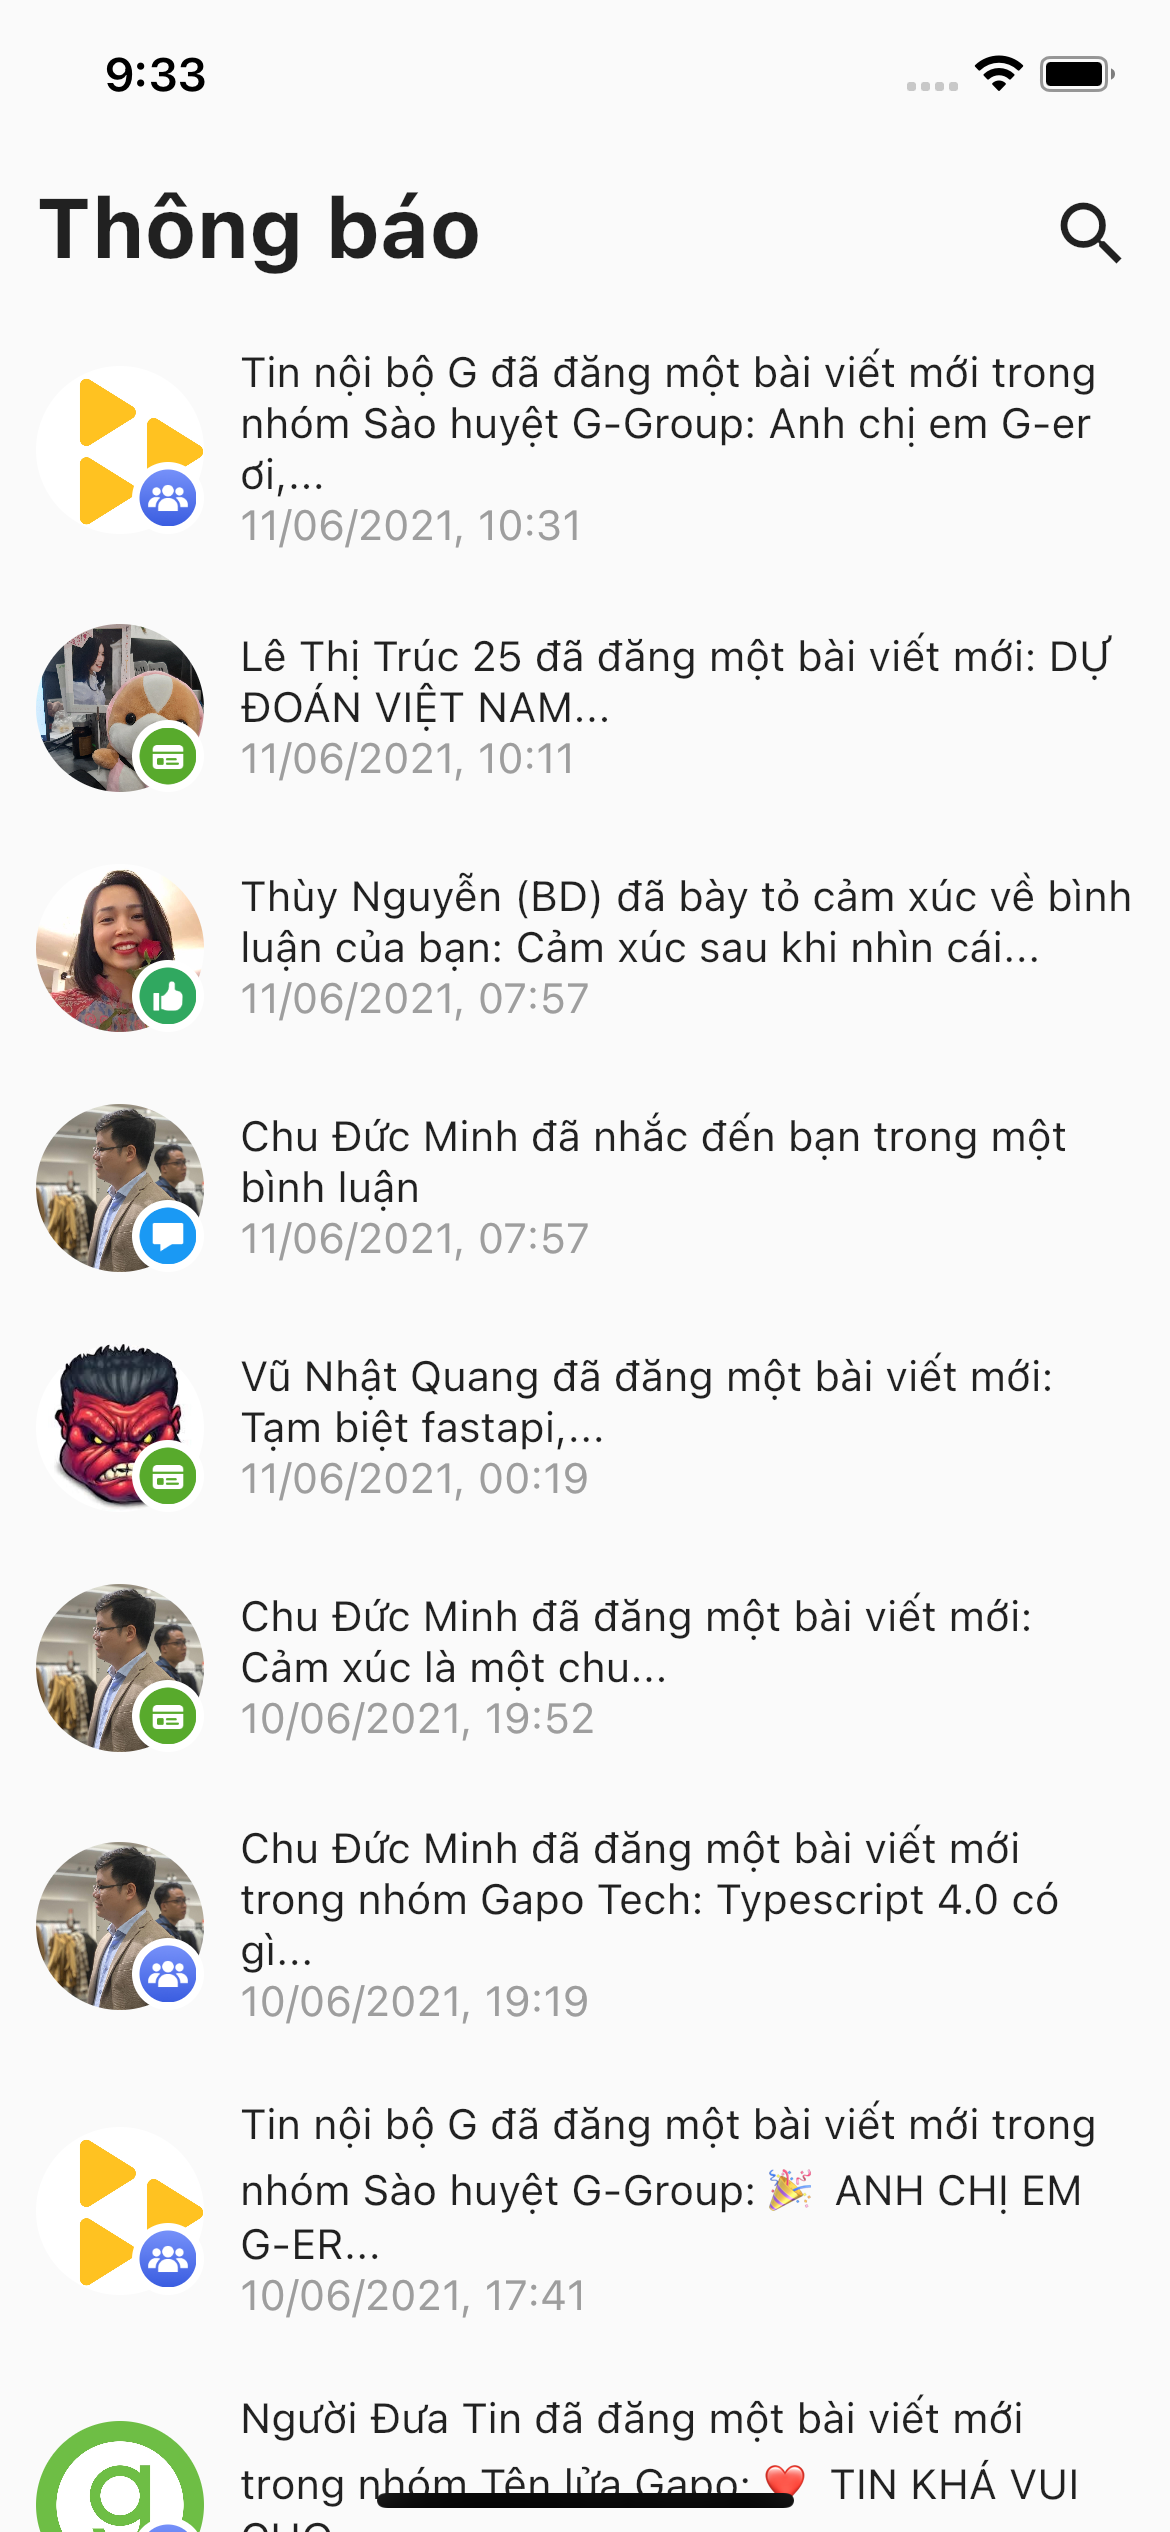 9:33
Thông báo
Tin nội bộ G đã đăng một bài viết mới trong
nhóm Sào huyệt G-Group: Anh chị em G-er
ơi,...
11/06/2021, 10:31
Lê Thị Trúc 25 đã đăng một bài viết mới: DỰ
ĐOÁN VIỆT NAM...
11/06/2021, 10:11
Thùy Nguyễn (BD) đã bày tỏ cảm xúc về bình
luận của bạn: Cảm xúc sau khi nhìn cái...
11/06/2021, 07:57
Chu Đức Minh đã nhắc đến bạn trong một
bình luận
11/06/2021, 07:57
Vũ Nhật Quang đã đăng một bài viết mới:
Tạm biệt fastapi,...
11/06/2021, 00:19
Chu Đức Minh đã đăng một bài viết mới:
Cảm xúc là một chu...
10/06/2021, 19:52
Chu Đức Minh đã đăng một bài viết mới
trong nhóm Gapo Tech: Typescript 4.0 có
gì...
10/06/2021, 19:19
Tin nội bộ G đã đăng một bài viết mới trong
nhóm Sào huyệt G-Group: 🎉 ANH CHỊ EM
G-ER...
10/06/2021, 17:41
Người Đưa Tin đã đăng một bài viết mới
trong nhóm Tên lửa Gapo: ❤️ TIN KHÁ VUI